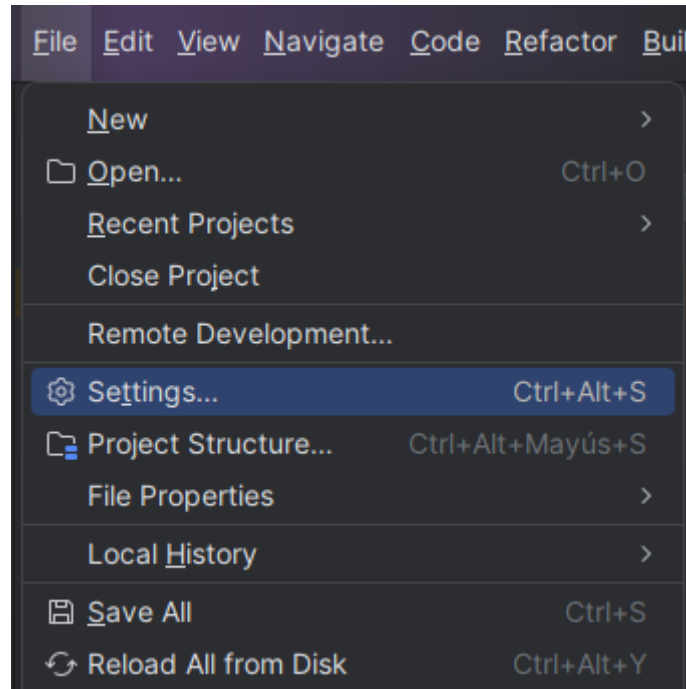 File Edit View Navigate Code Refactor Bui
New
Open... Ctrl+O
Recent Projects
Close Project
Remote Development...
Settings... Ctrl+Alt+S
Project Structure... Ctrl+Alt+Mayús+S
File Properties
Local History
Save All Ctrl+S
Reload All from Disk Ctrl+Alt+Y